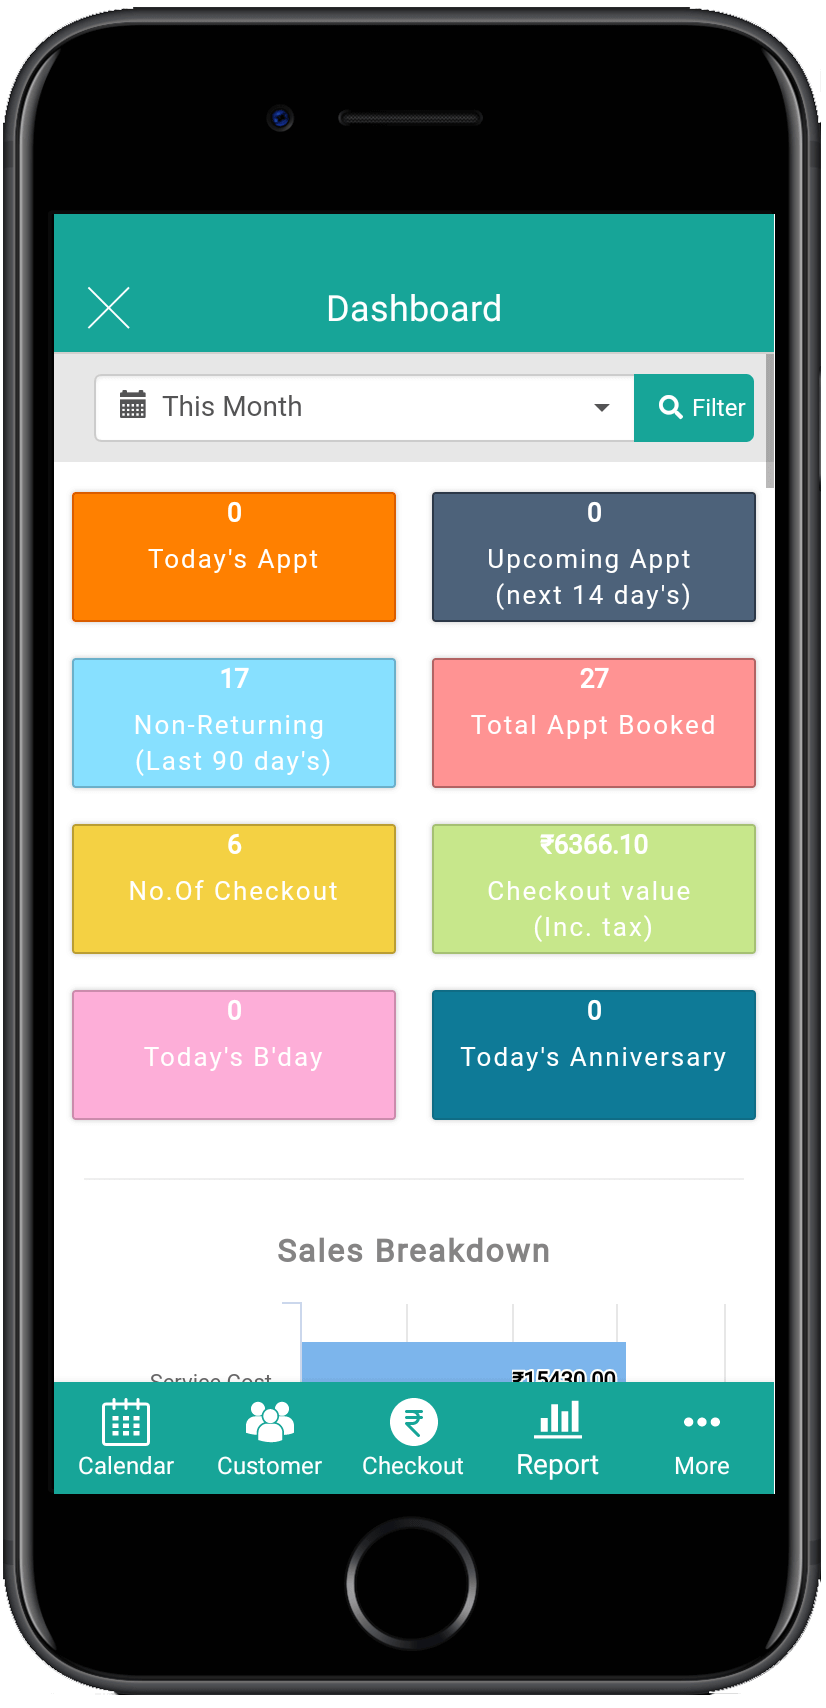 Dashboard
This Month
Filter
0
Today's Appt
0
Upcoming Appt
(next 14 day's)
17
Non-Returning
(Last 90 day's)
27
Total Appt Booked
6
No.Of Checkout
₹6366.10
Checkout value
(Inc. tax)
0
Today's B'day
0
Today's Anniversary
Sales Breakdown
Service Cost
₹15430.00
Calendar
Customer
₹
Checkout
Report
More